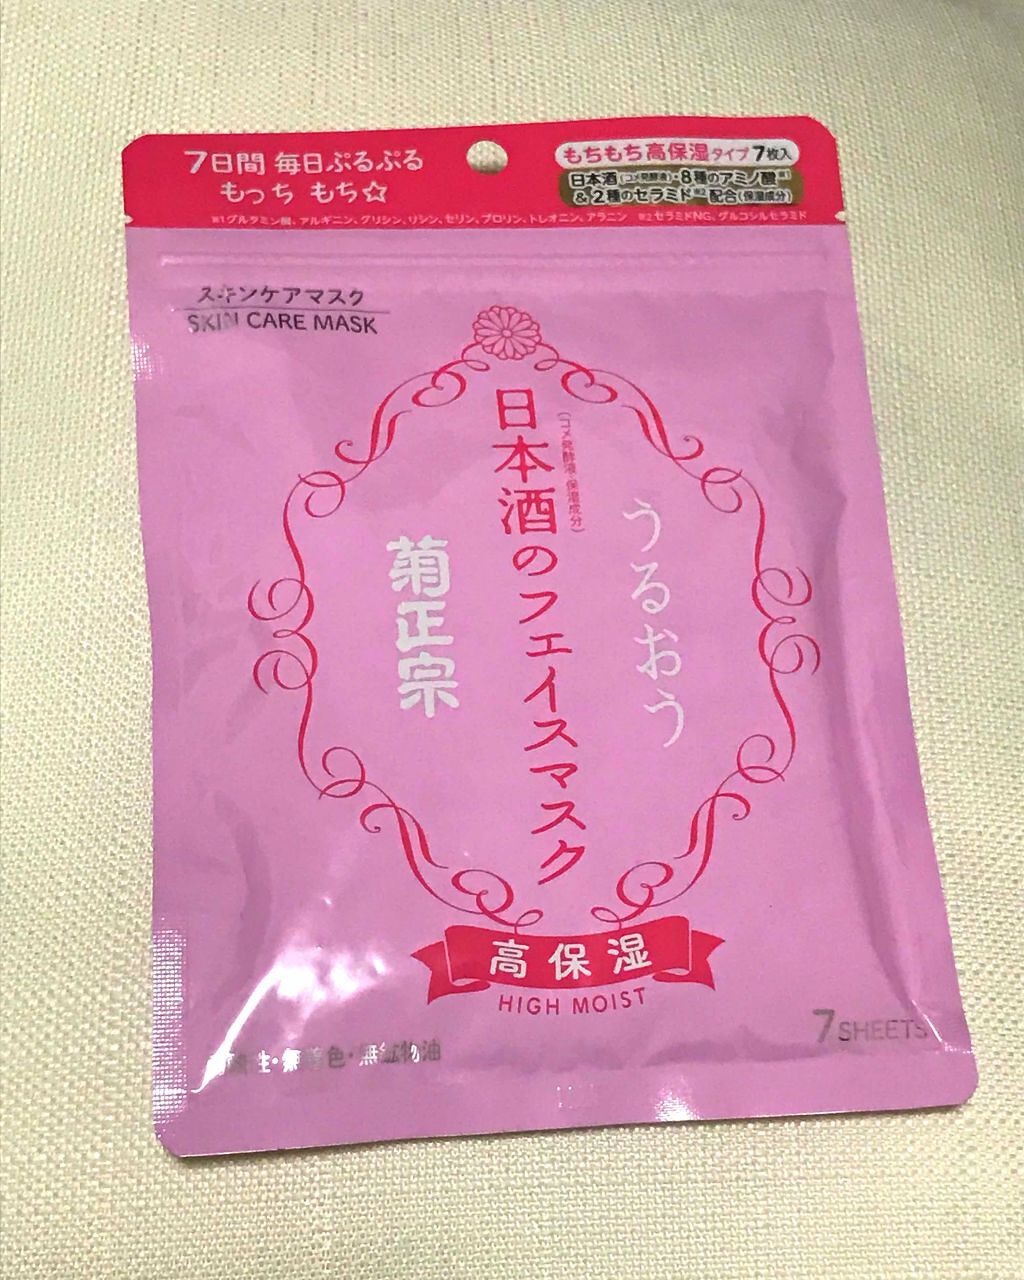 7日間 毎日ぷるぷる
もっち もち☆
もちもち高保湿タイプ 7枚入
日本酒(コメ発酵液)・8種のアミノ酸※1
&2種のセラミド※2 配合(保湿成分)
※1グルタミン酸、アルギニン、グリシン、リシン、セリン、プロリン、トレオニン、アラニン ※2セラミドNG、グルコシルセラミド
スキンケアマスク
SKIN CARE MASK
うるおう
日本酒のフェイスマスク
(コメ発酵液・保湿成分)
菊正宗
高保湿
HIGH MOIST
7 SHEETS
色・無鉱物油